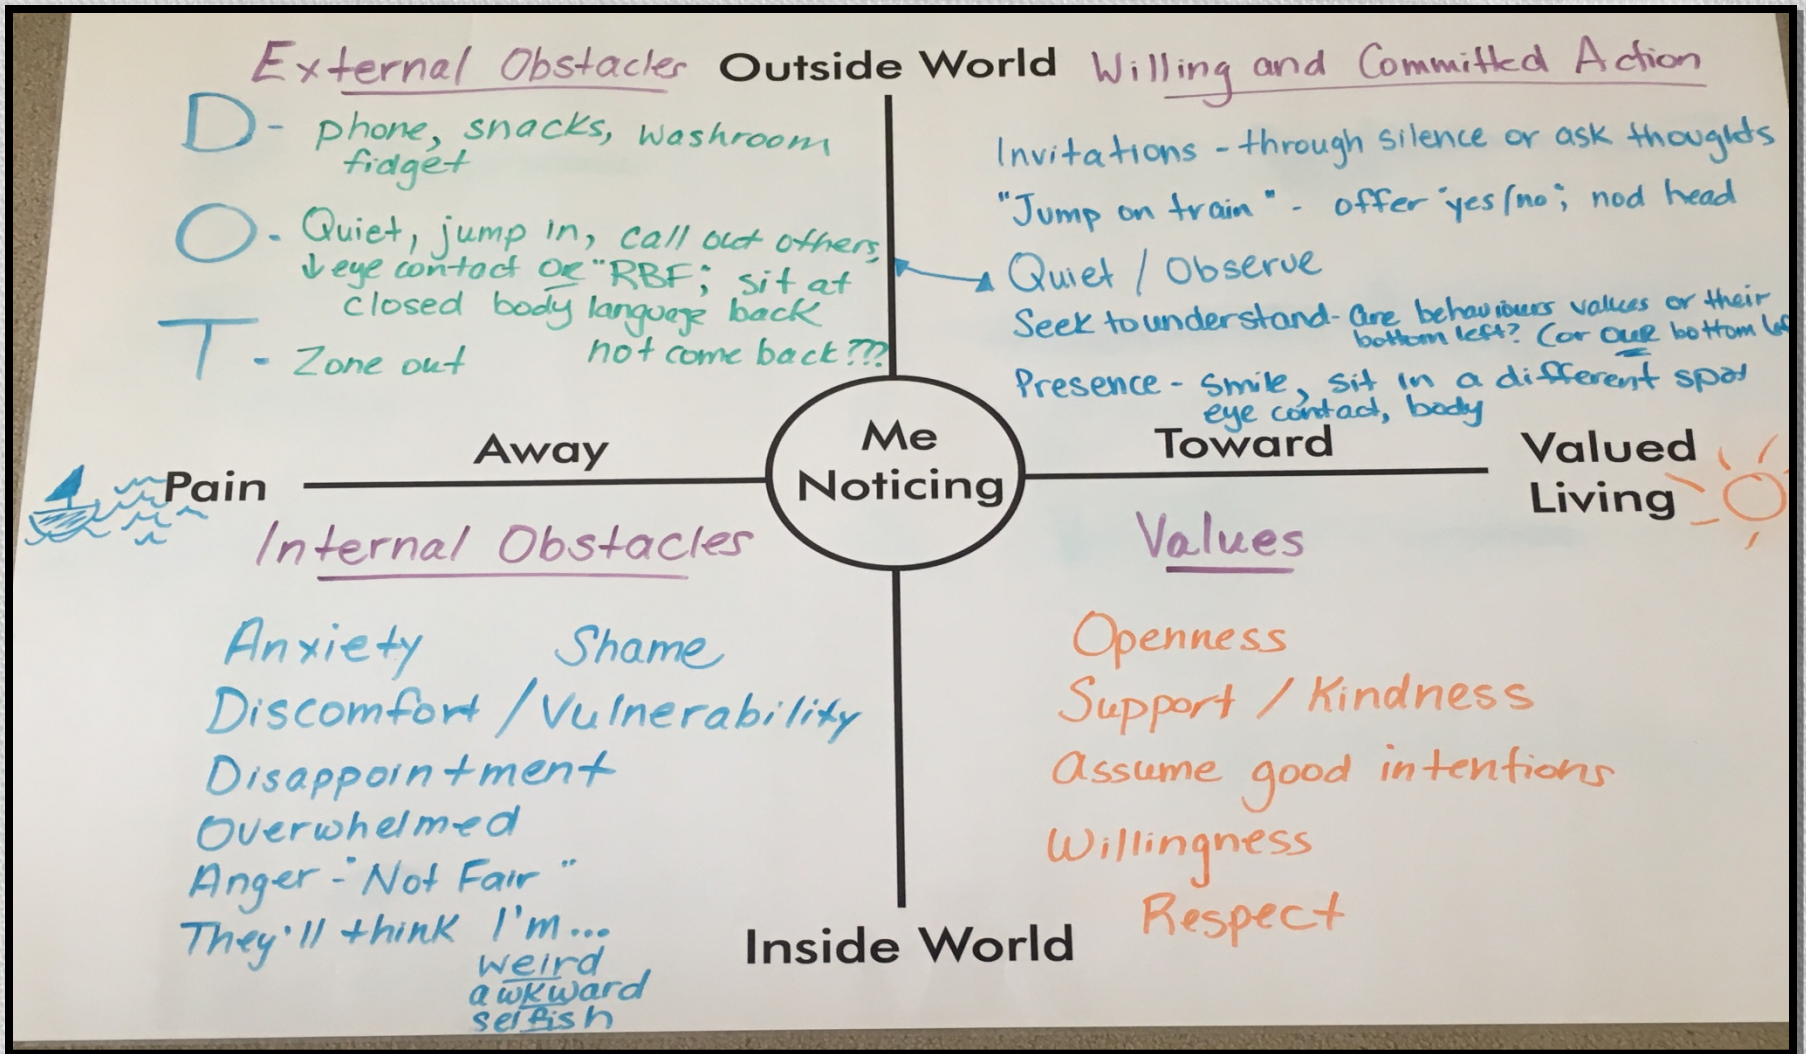 External Obstacles
Outside World
Willing and Committed Action
D - phone, snacks, washroom
fidget
O - Quiet, jump in, call out others,
↓ eye contact or "RBF; sit at
closed body language back
T - Zone out
not come back???
Invitations - through silence or ask thoughts
"Jump on train" - offer "yes/no"; nod head
Quiet / Observe
Seek to understand - are behaviours values or their
bottom left? (or our bottom
Presence - smile, sit in a different spot
eye contact, body
Pain
Away
Me
Noticing
Toward
Valued
Living
Internal Obstacles
Anxiety Shame
Discomfort / Vulnerability
Disappointment
Overwhelmed
Anger - "Not Fair"
They'll think I'm...
weird
awkward
selfish
Values
Openness
Support / Kindness
Assume good intentions
Willingness
Respect
Inside World